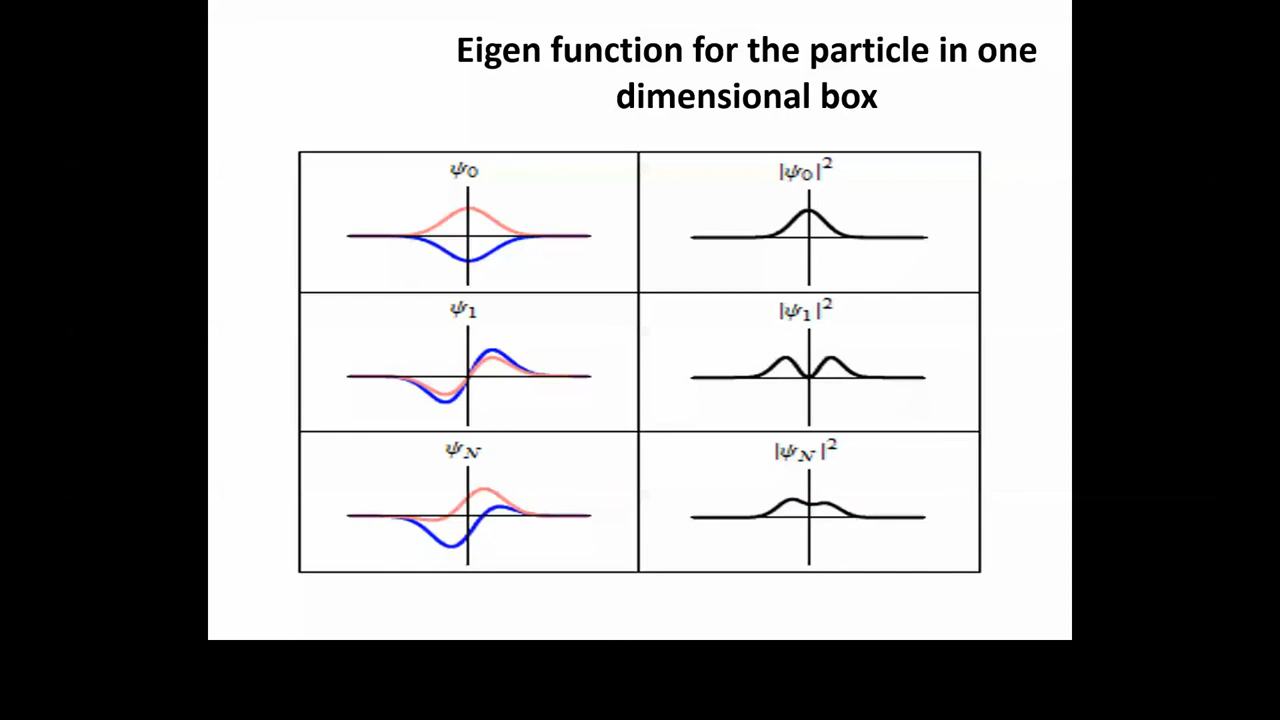 Eigen function for the particle in one
dimensional box
ψ₀
|ψ₀|²
ψ₁
|ψ₁|²
ψ_N
|ψ_N|²